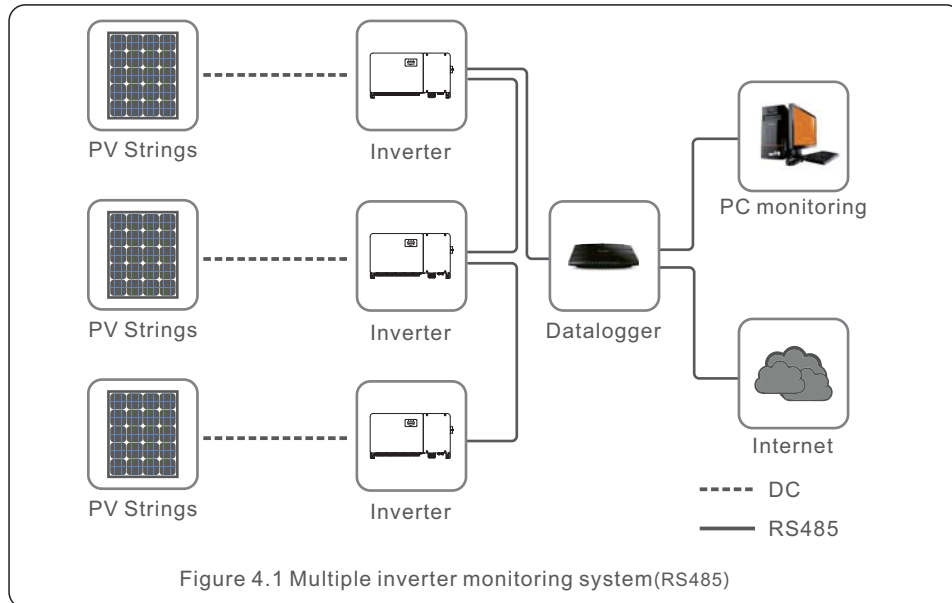 PV Strings
Inverter
PC monitoring
PV Strings
Inverter
Datalogger
Internet
PV Strings
Inverter
DC
RS485
Figure 4.1 Multiple inverter monitoring system(RS485)